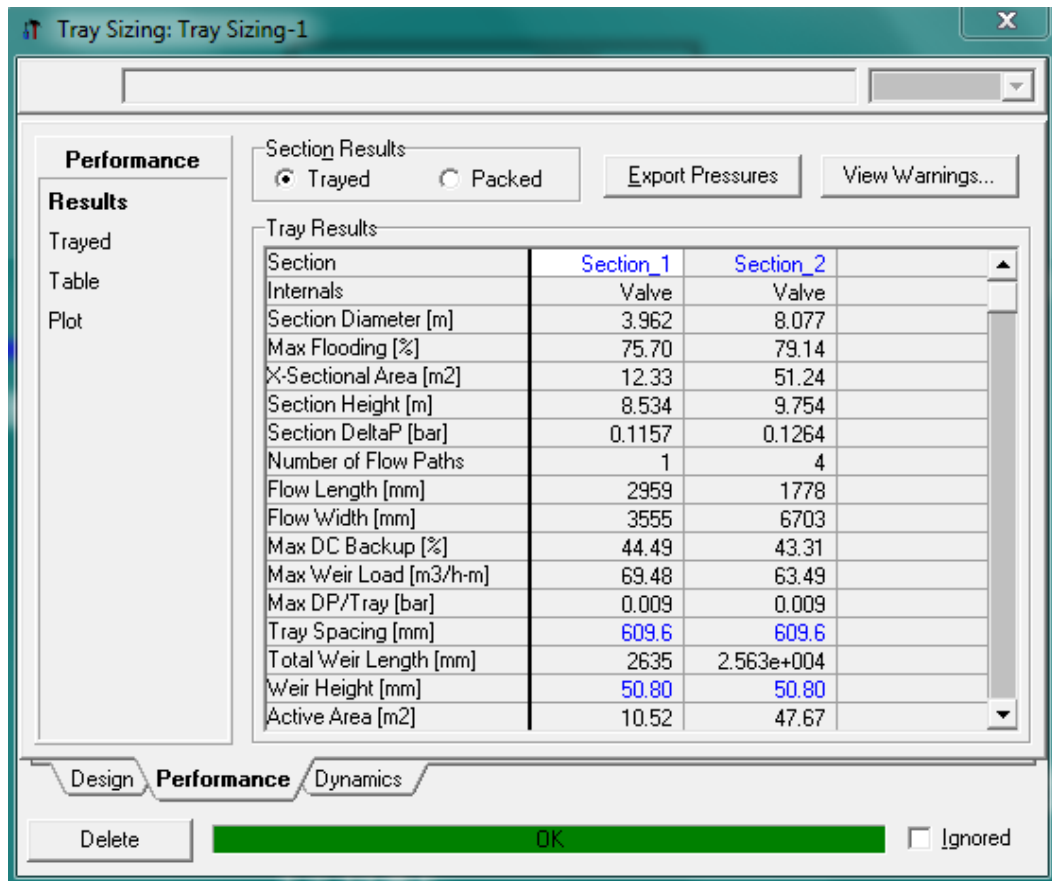 Tray Sizing: Tray Sizing-1
Performance
Results
Trayed
Table
Plot
Section Results
Trayed Packed
Export Pressures
View Warnings...
Tray Results
Section Section_1 Section_2
Internals Valve Valve
Section Diameter [m] 3.962 8.077
Max Flooding [%] 75.70 79.14
X-Sectional Area [m2] 12.33 51.24
Section Height [m] 8.534 9.754
Section DeltaP [bar] 0.1157 0.1264
Number of Flow Paths 1 4
Flow Length [mm] 2959 1778
Flow Width [mm] 3555 6703
Max DC Backup [%] 44.49 43.31
Max Weir Load [m3/h-m] 69.48 63.49
Max DP/Tray [bar] 0.009 0.009
Tray Spacing [mm] 609.6 609.6
Total Weir Length [mm] 2635 2.563e+004
Weir Height [mm] 50.80 50.80
Active Area [m2] 10.52 47.67
Design Performance Dynamics
Delete OK Ignored